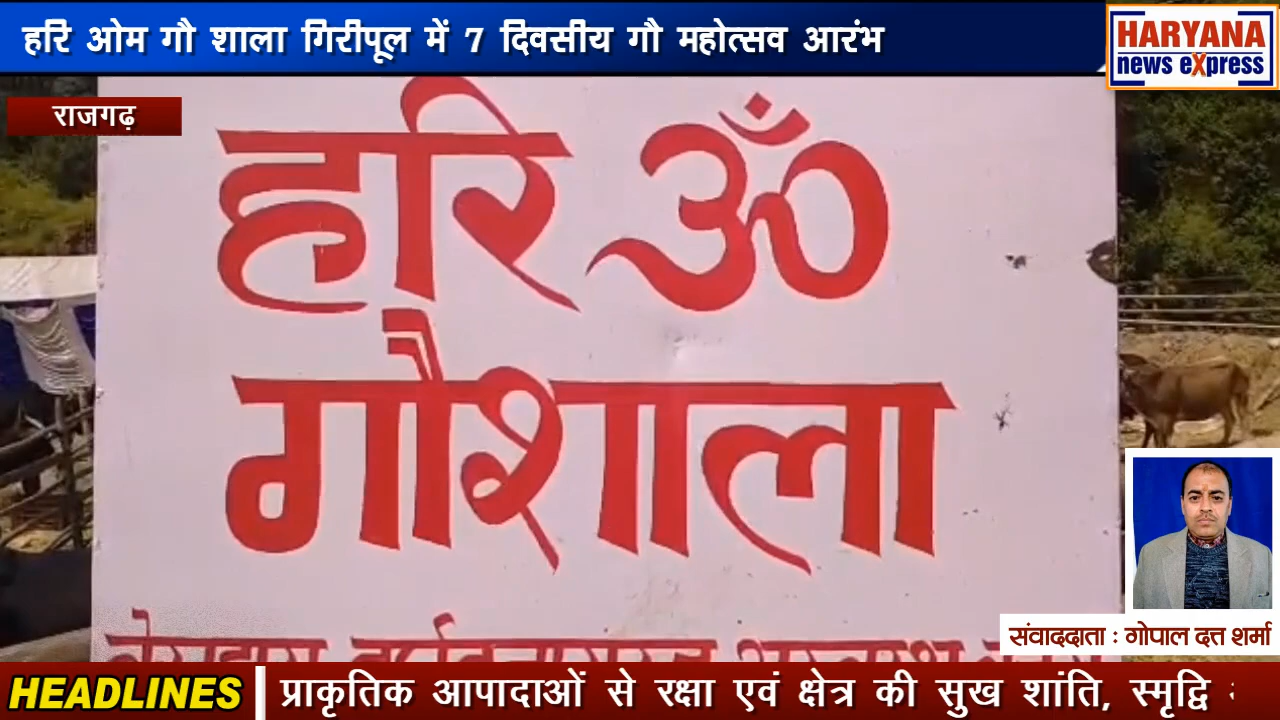 हरि ओम गौ शाला गिरीपूल में 7 दिवसीय गौ महोत्सव आरंभ
HARYANA
news eXpress
राजगढ़
हरि ॐ
गौशाला
संवाददाता : गोपाल दत्त शर्मा
HEADLINES
प्राकृतिक आपादाओं से रक्षा एवं क्षेत्र की सुख शांति, स्मृद्वि